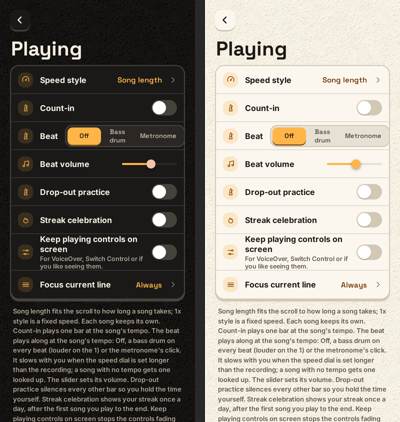 Playing
Speed style Song length
Count-in
Beat Off Bass drum Metronome
Beat volume
Drop-out practice
Streak celebration
Keep playing controls on
screen
For VoiceOver, Switch Control or if
you like seeing them.
Focus current line Always
Song length fits the scroll to how long a song takes; 1x
style is a fixed speed. Each song keeps its own.
Count-in plays one bar at the song's tempo. The beat
plays along at the song's tempo: Off, a bass drum on
every beat (louder on the 1) or the metronome's click.
It slows with you when the speed dial is set longer
than the recording; a song with no tempo gets one
looked up. The slider sets its volume. Drop-out
practice silences every other bar so you hold the time
yourself. Streak celebration shows your streak once a
day, after the first song you play to the end. Keep
playing controls on screen stops the controls fading
Playing
Speed style Song length
Count-in
Beat Off Bass drum Metronome
Beat volume
Drop-out practice
Streak celebration
Keep playing controls on
screen
For VoiceOver, Switch Control or if
you like seeing them.
Focus current line Always
Song length fits the scroll to how long a song takes; 1x
style is a fixed speed. Each song keeps its own.
Count-in plays one bar at the song's tempo. The beat
plays along at the song's tempo: Off, a bass drum on
every beat (louder on the 1) or the metronome's click.
It slows with you when the speed dial is set longer
than the recording; a song with no tempo gets one
looked up. The slider sets its volume. Drop-out
practice silences every other bar so you hold the time
yourself. Streak celebration shows your streak once a
day, after the first song you play to the end. Keep
playing controls on screen stops the controls fading